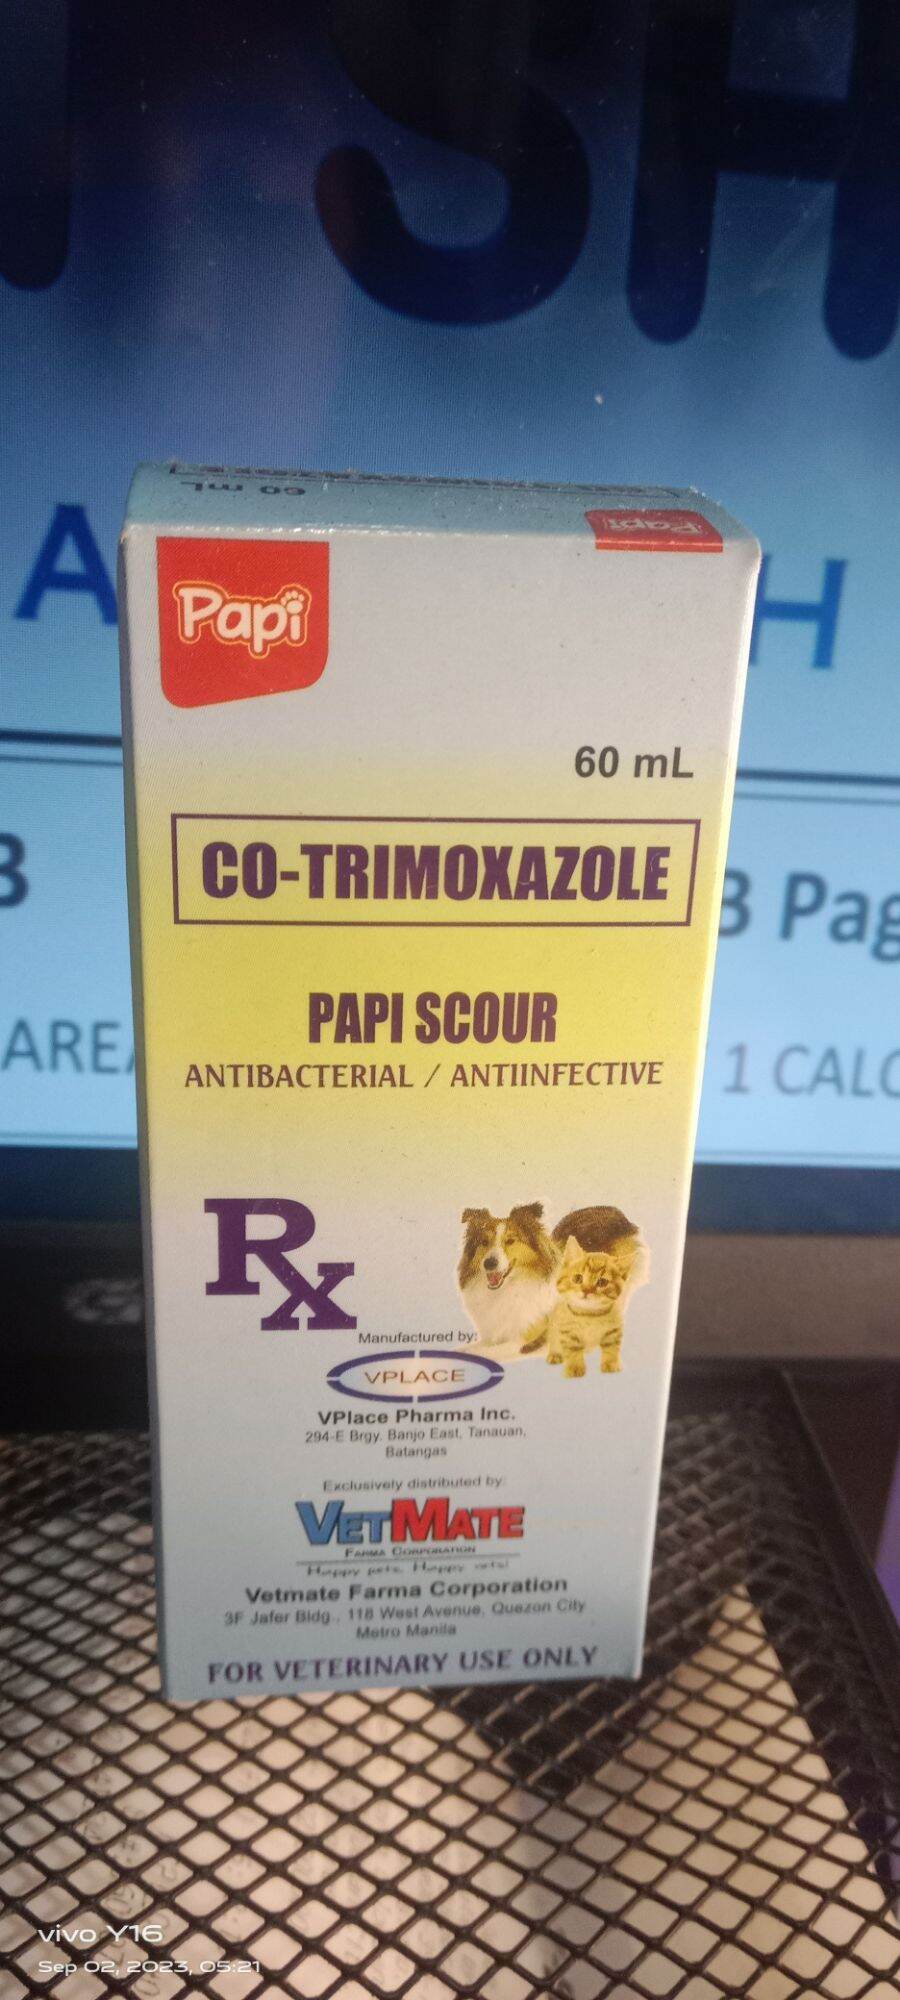 SH
A
H
60 mL
Papi
Papi
60 mL
CO-TRIMOXAZOLE
B
3 Pag
PAPI SCOUR
ANTIBACTERIAL / ANTIINFECTIVE
AREA
1 CALC
Rx
Manufactured by:
VPLACE
VPlace Pharma Inc.
294-E Brgy. Banjo East, Tanauan,
Batangas
Exclusively distributed by:
VETMATE
FARMA CORPORATION
Happy pets, Happy vets!
Vetmate Farma Corporation
3F Jafer Bldg., 118 West Avenue, Quezon City
Metro Manila
FOR VETERINARY USE ONLY
vivo Y16
Sep 02, 2023, 05:21